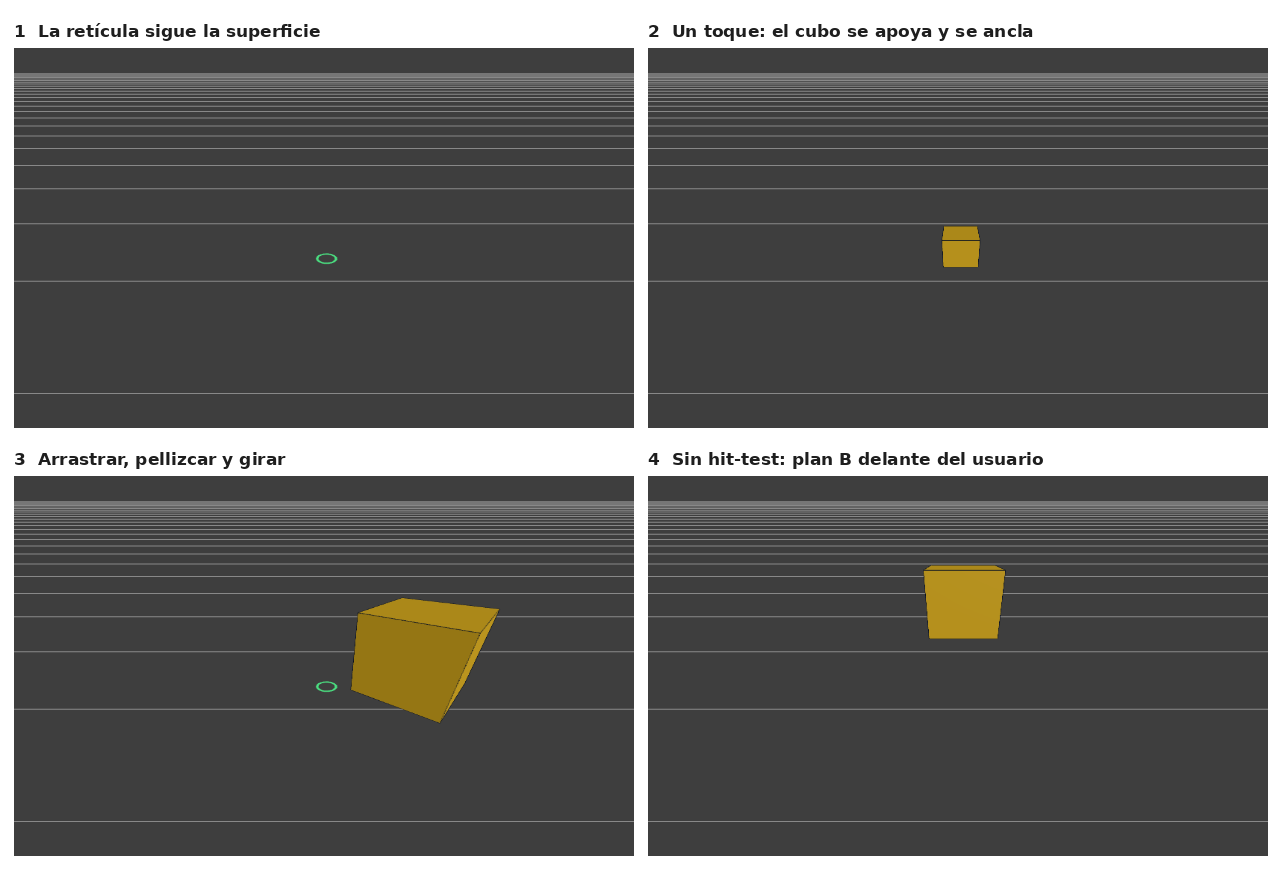 1 La retícula sigue la superficie
2 Un toque: el cubo se apoya y se ancla
3 Arrastrar, pellizcar y girar
4 Sin hit-test: plan B delante del usuario